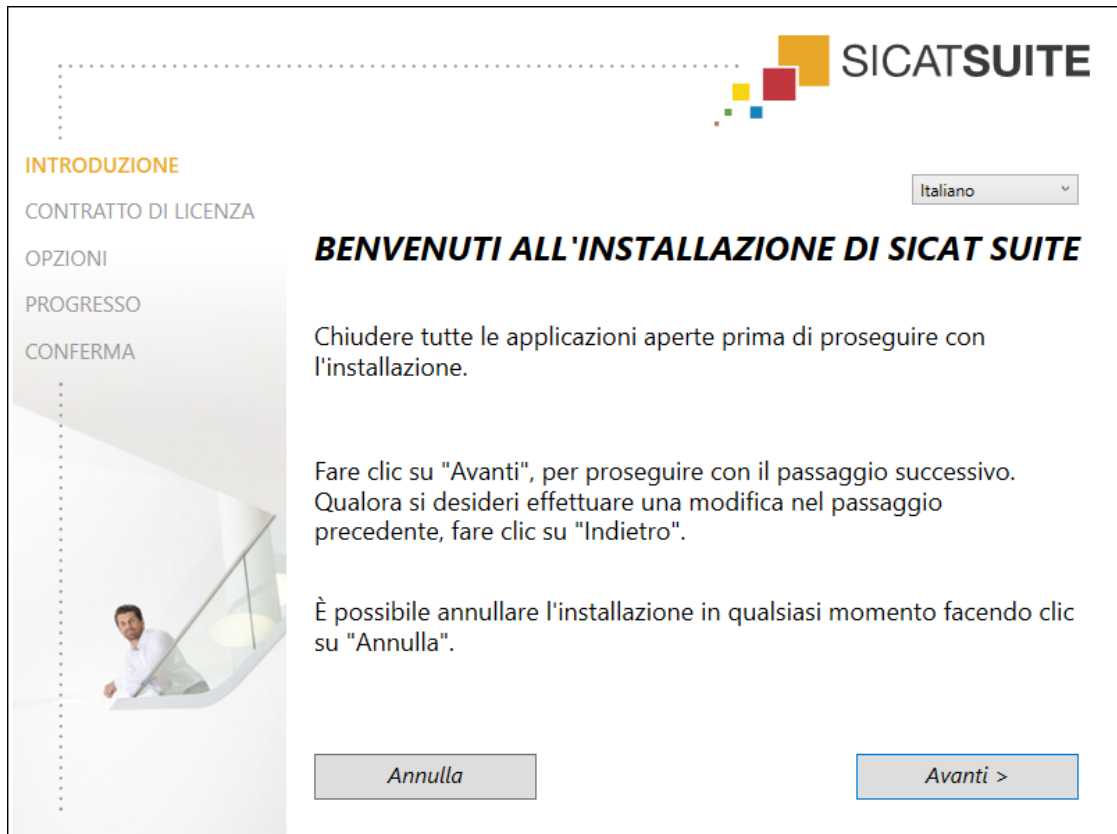 SICATSUITE
INTRODUZIONE
CONTRATTO DI LICENZA
OPZIONI
PROGRESSO
CONFERMA
Italiano
BENVENUTI ALL'INSTALLAZIONE DI SICAT SUITE
Chiudere tutte le applicazioni aperte prima di proseguire con
l'installazione.
Fare clic su "Avanti", per proseguire con il passaggio successivo.
Qualora si desideri effettuare una modifica nel passaggio
precedente, fare clic su "Indietro".
È possibile annullare l'installazione in qualsiasi momento facendo clic
su "Annulla".
Annulla
Avanti >